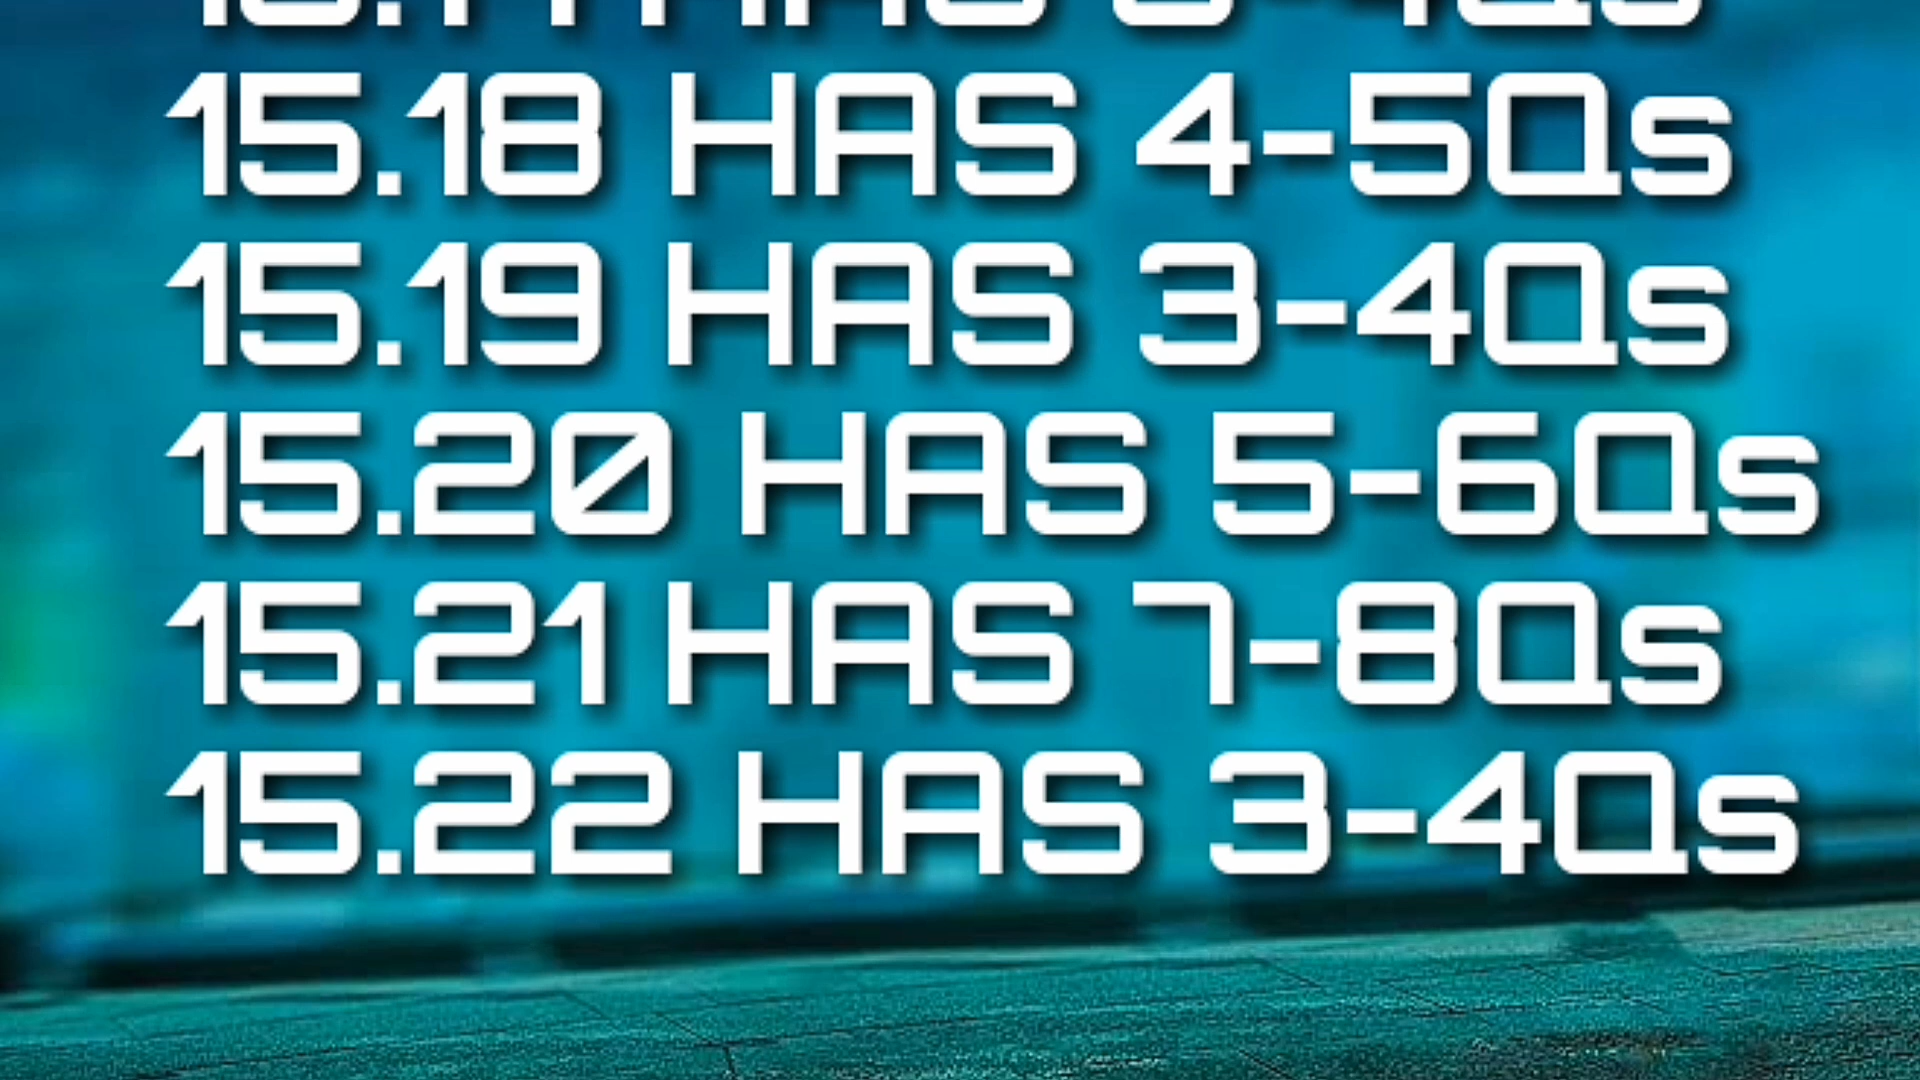 15.18 HAS 4-5Qs
15.19 HAS 3-4Qs
15.20 HAS 5-6Qs
15.21 HAS 7-8Qs
15.22 HAS 3-4Qs